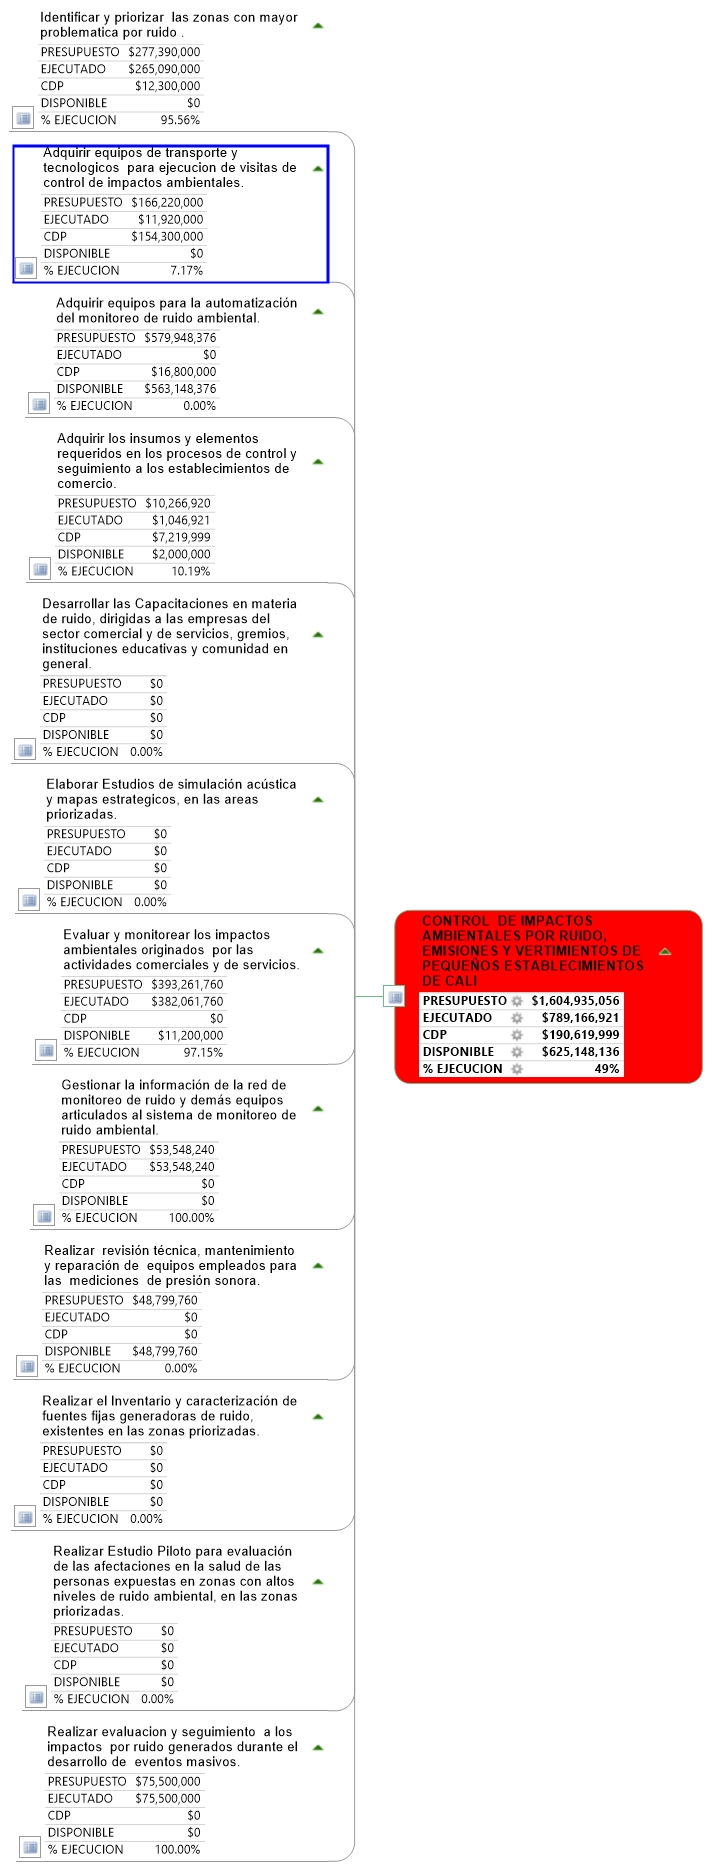 Identificar y priorizar  las zonas con mayor
problematica por ruido .
PRESUPUESTO $277,390,000
EJECUTADO $265,090,000
CDP $12,300,000
DISPONIBLE $0
% EJECUCION 95.56%
Adquirir equipos de transporte y
tecnologicos  para ejecucion de visitas de
control de impactos ambientales.
PRESUPUESTO $166,220,000
EJECUTADO $11,920,000
CDP $154,300,000
DISPONIBLE $0
% EJECUCION 7.17%
Adquirir equipos para la automatización
del monitoreo de ruido ambiental.
PRESUPUESTO $579,948,376
EJECUTADO $0
CDP $16,800,000
DISPONIBLE $563,148,376
% EJECUCION 0.00%
Adquirir los insumos y elementos
requeridos en los procesos de control y
seguimiento a los establecimientos de
comercio.
PRESUPUESTO $10,266,920
EJECUTADO $1,046,921
CDP $7,219,999
DISPONIBLE $2,000,000
% EJECUCION 10.19%
Desarrollar las Capacitaciones en materia
de ruido, dirigidas a las empresas del
sector comercial y de servicios, gremios,
instituciones educativas y comunidad en
general.
PRESUPUESTO $0
EJECUTADO $0
CDP $0
DISPONIBLE $0
% EJECUCION 0.00%
Elaborar Estudios de simulación acústica
y mapas estrategicos, en las areas
priorizadas.
PRESUPUESTO $0
EJECUTADO $0
CDP $0
DISPONIBLE $0
% EJECUCION 0.00%
Evaluar y monitorear los impactos
ambientales originados  por las
actividades comerciales y de servicios.
PRESUPUESTO $393,261,760
EJECUTADO $382,061,760
CDP $0
DISPONIBLE $11,200,000
% EJECUCION 97.15%
Gestionar la información de la red de
monitoreo de ruido y demás equipos
articulados al sistema de monitoreo de
ruido ambiental.
PRESUPUESTO $53,548,240
EJECUTADO $53,548,240
CDP $0
DISPONIBLE $0
% EJECUCION 100.00%
Realizar  revisión técnica, mantenimiento
y reparación de  equipos empleados para
las  mediciones  de presión sonora.
PRESUPUESTO $48,799,760
EJECUTADO $0
CDP $0
DISPONIBLE $48,799,760
% EJECUCION 0.00%
Realizar el Inventario y caracterización de
fuentes fijas generadoras de ruido,
existentes en las zonas priorizadas.
PRESUPUESTO $0
EJECUTADO $0
CDP $0
DISPONIBLE $0
% EJECUCION 0.00%
Realizar Estudio Piloto para evaluación
de las afectaciones en la salud de las
personas expuestas en zonas con altos
niveles de ruido ambiental, en las zonas
priorizadas.
PRESUPUESTO $0
EJECUTADO $0
CDP $0
DISPONIBLE $0
% EJECUCION 0.00%
Realizar evaluacion y seguimiento  a los
impactos  por ruido generados durante el
desarrollo de  eventos masivos.
PRESUPUESTO $75,500,000
EJECUTADO $75,500,000
CDP $0
DISPONIBLE $0
% EJECUCION 100.00%
CONTROL  DE IMPACTOS
AMBIENTALES POR RUIDO,
EMISIONES Y VERTIMIENTOS DE
PEQUEÑOS ESTABLECIMIENTOS
DE CALI
PRESUPUESTO $1,604,935,056
EJECUTADO $789,166,921
CDP $190,619,999
DISPONIBLE $625,148,136
% EJECUCION 49%